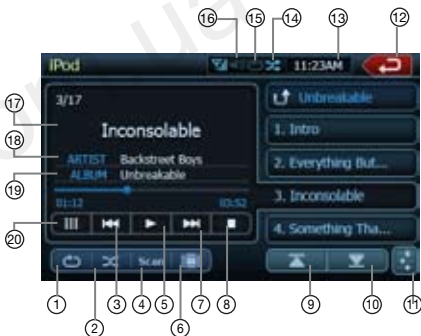 16 15 14 13 12
iPod 11:23AM
17 3/17 Unbreakable
Inconsolable 1. Intro
18 ARTIST Backstreet Boys 2. Everything But...
19 ALBUM Unbreakable
01:12 03:52 3. Inconsolable
20 4. Something Tha...
Scan
1 2 3 4 5 6 7 8 9 10 11